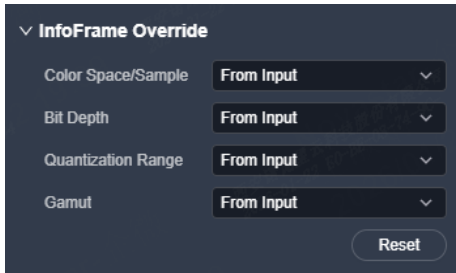 InfoFrame Override
Color Space/Sample From Input
Bit Depth From Input
Quantization Range From Input
Gamut From Input
Reset